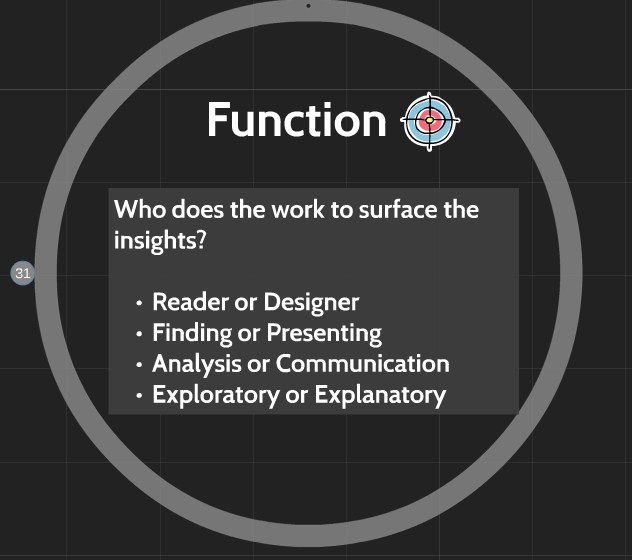 Function
Who does the work to surface the
insights?
31
• Reader or Designer
• Finding or Presenting
• Analysis or Communication
• Exploratory or Explanatory